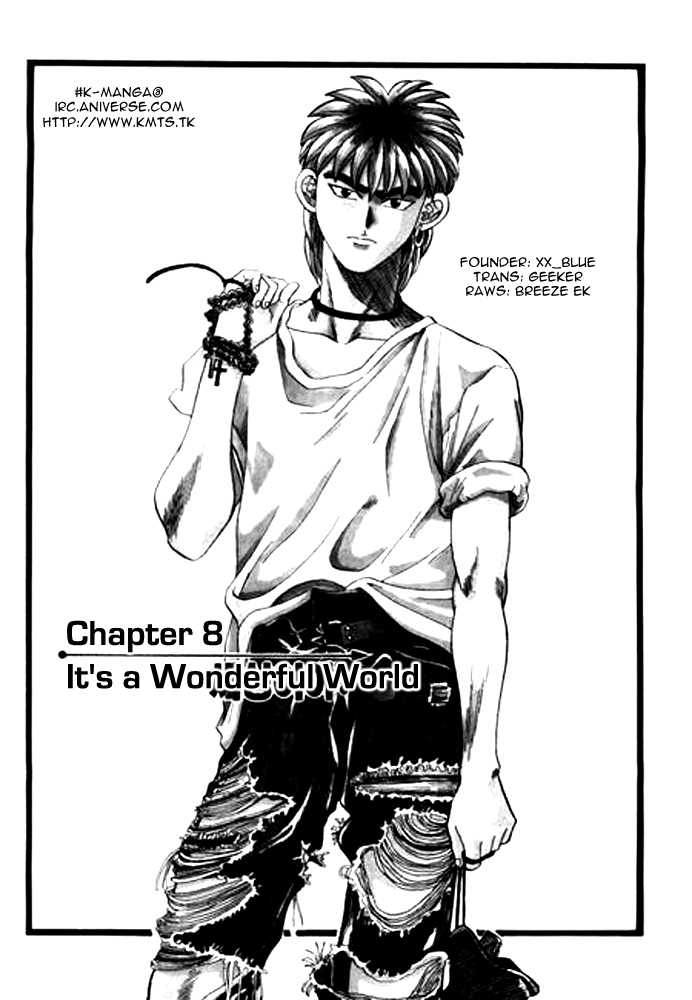 #K-MANGA@
IRC.ANIVERSE.COM
HTTP://WWW.KMTS.TK
FOUNDER: XX_BLUE
TRANS: GEEKER
RAWS: BREEZE EK
Chapter 8
It's a Wonderful World